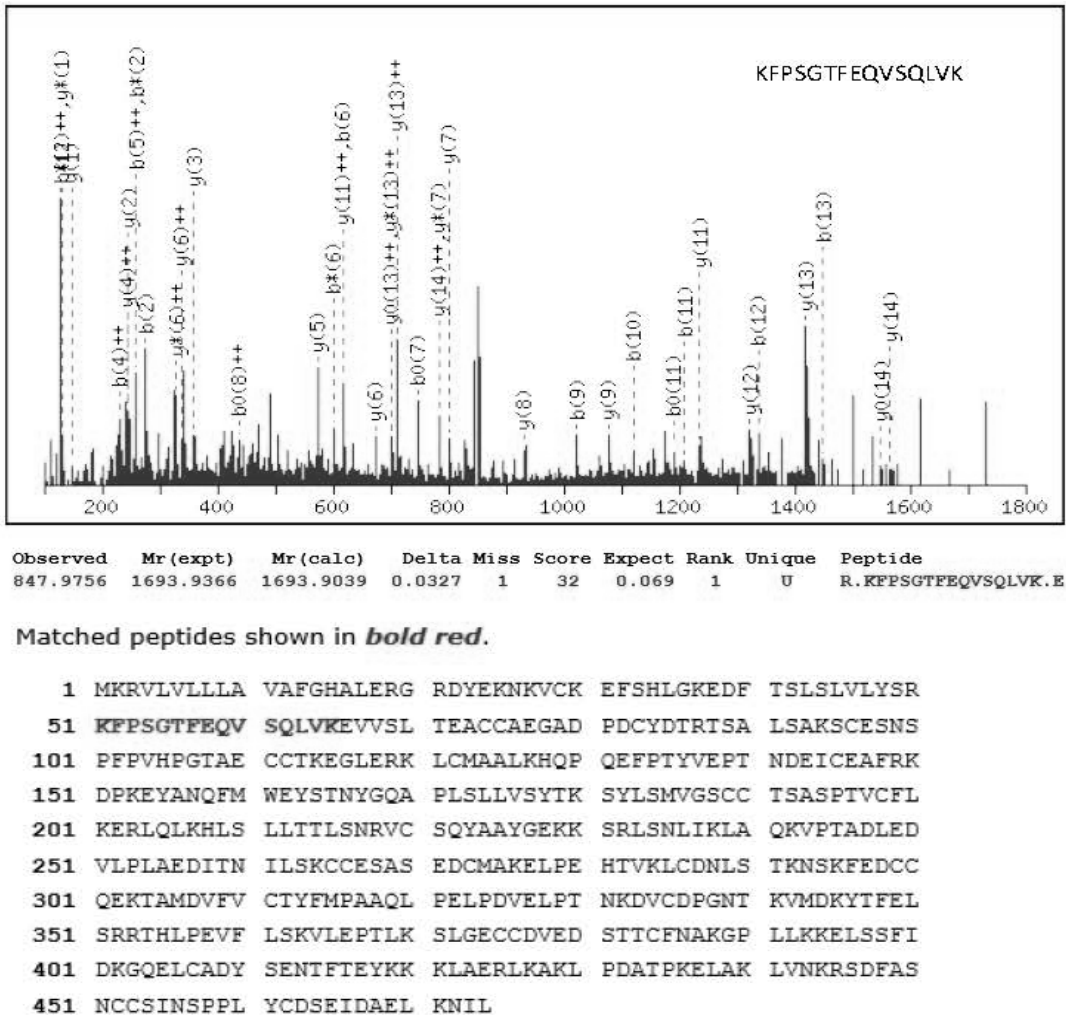 KFPSGTFEQVSQLVK
y(1)
b(4)++
y(4)++
y(2)
b(5)++,b*(2)
b(2)
y*(6)++
y(6)++
y(3)
b0(8)++
y(5)
b*(6)
y(11)++,b(6)
y(6)
y0(13)++,y*(13)++
y(13)++
b0(7)
y(14)++,y*(7)
y(7)
y(8)
b(9)
y(9)
b(10)
b0(11)
b(11)
y(11)
y(12)
b(12)
y(13)
b(13)
y0(14)
y(14)
200 400 600 800 1000 1200 1400 1600 1800
Observed Mr(expt) Mr(calc) Delta Miss Score Expect Rank Unique Peptide
847.9756 1693.9366 1693.9039 0.0327 1 32 0.069 1 U R.KFPSGTFEQVSQLVK.E
Matched peptides shown in bold red.
1 MKRVLVLLLA VAFGHALERG RDYEKNKVCK EFSHLGKEDF TSLSLVLYSR
51 KFPSGTFEQV SQLVKEVVSL TEACCAEGAD PDCYDTRTSA LSAKSCESNS
101 PFPVHPGTAE CCTKEGLERK LCMAALKHQP QEFPTYVEPT NDEICEAFRK
151 DPKEYANQFM WEYSTNYGQA PLSLLVSYTK SYLSMVGSCC TSASPTVCFL
201 KERLQLKHLS LLTTLSNRVC SQYAAYGEKK SRLSNLIKLA QKVPTADLED
251 VLPLAEDITN ILSKCCESAS EDCMAKELPE HTVKLCDNLS TKNSKFEDCC
301 QEKTAMDVFV CTYFMPAAQL PELPDVELPT NKDVCDPGNT KVMDKYTFEL
351 SRRTHLPEVF LSKVLEPTLK SLGECCDVED STTCFNAKGP LLKKELSSFI
401 DKGQELCADY SENTFTEYKK KLAERLKAKL PDATPKELAK LVNKRSDFAS
451 NCCSINSPPL YCDSEIDAEL KNIL